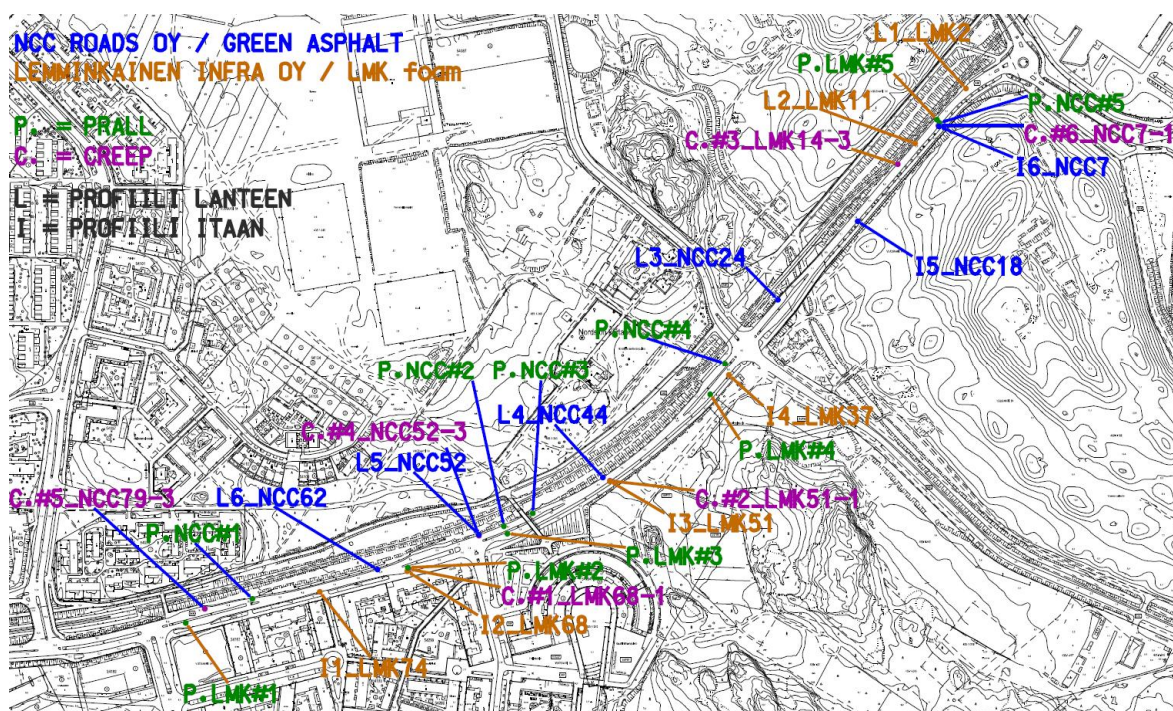 NCC ROADS OY / GREEN ASPHALT
LEMMINKAINEN INFRA OY / LMK foam
P. = PRALL
C. = CREEP
L = PROFIILI LANTEEN
I = PROFIILI ITAAN
L1_LMK2
P.LMK#5
L2_LMK11
P.NCC#5
C.#6_NCC7-1
C.#3_LMK14-3
I6_NCC7
L3_NCC24
I5_NCC18
P.NCC#4
P.NCC#2
P.NCC#3
L4_NCC44
I4_LMK37
C.#4_NCC52-3
P.LMK#4
L5_NCC52
C.#5_NCC79-3
L6_NCC62
C.#2_LMK51-1
I3_LMK51
P.NCC#1
P.LMK#3
P.LMK#2
C.#1_LMK68-1
I2_LMK68
I1_LMK74
P.LMK#1